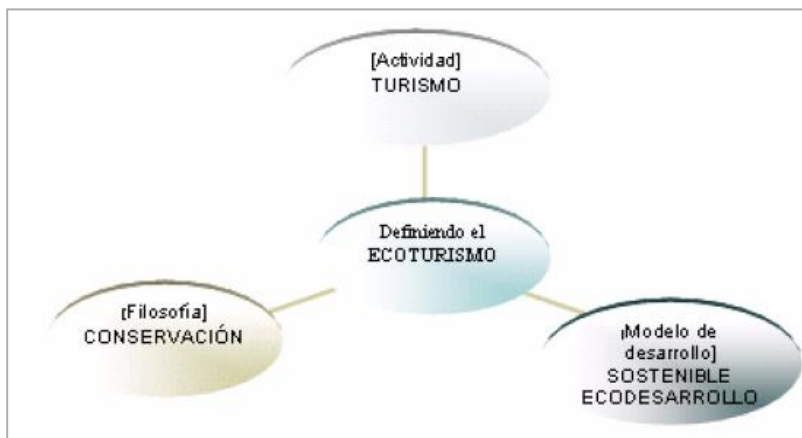 [Actividad]
TURISMO
Definiendo el
ECOTURISMO
[Filosofía]
CONSERVACIÓN
[Modelo de
desarrollo]
SOSTENIBLE
ECODESARROLLO